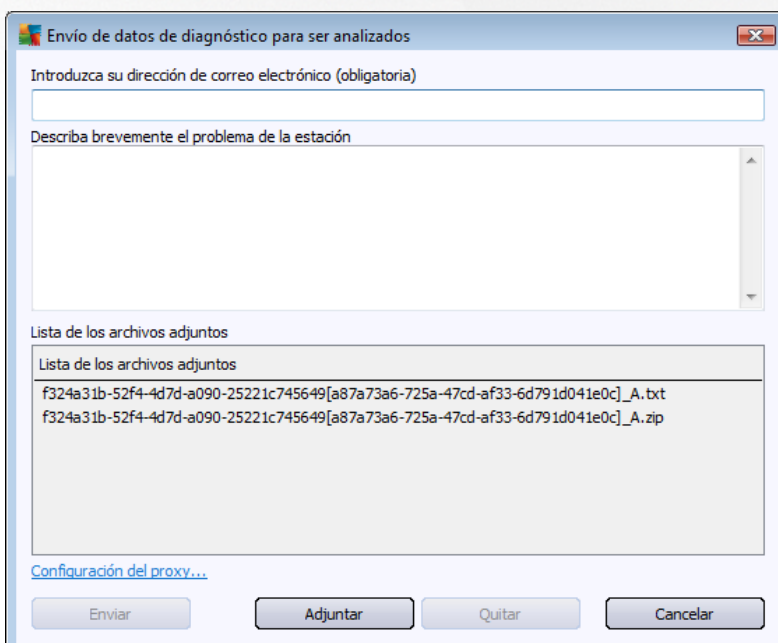 Envío de datos de diagnóstico para ser analizados
Introduzca su dirección de correo electrónico (obligatoria)
Describa brevemente el problema de la estación
Lista de los archivos adjuntos
Lista de los archivos adjuntos
f324a31b-52f4-4d7d-a090-25221c745649[a87a73a6-725a-47cd-af33-6d791d041e0c]_A.txt
f324a31b-52f4-4d7d-a090-25221c745649[a87a73a6-725a-47cd-af33-6d791d041e0c]_A.zip
Configuración del proxy...
Enviar Adjuntar Quitar Cancelar